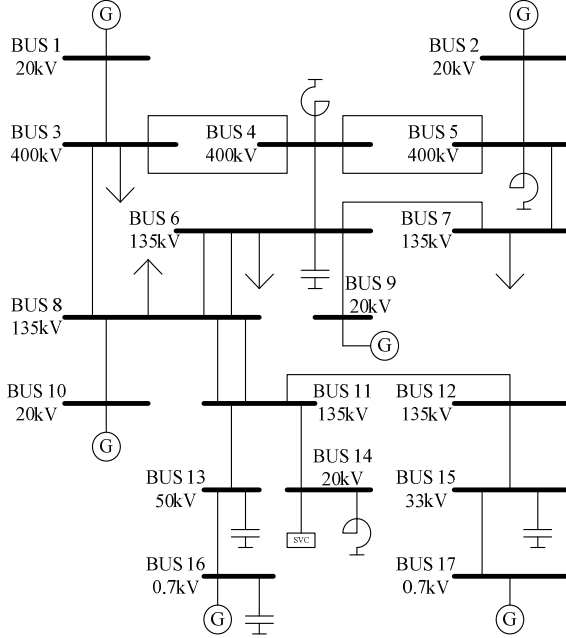 G
G
BUS 1
20kV
BUS 2
20kV
BUS 3
400kV
BUS 4
400kV
BUS 5
400kV
BUS 6
135kV
BUS 7
135kV
BUS 8
135kV
BUS 9
20kV
G
BUS 10
20kV
BUS 11
135kV
BUS 12
135kV
G
BUS 13
50kV
BUS 14
20kV
BUS 15
33kV
SVC
BUS 16
0.7kV
BUS 17
0.7kV
G
G